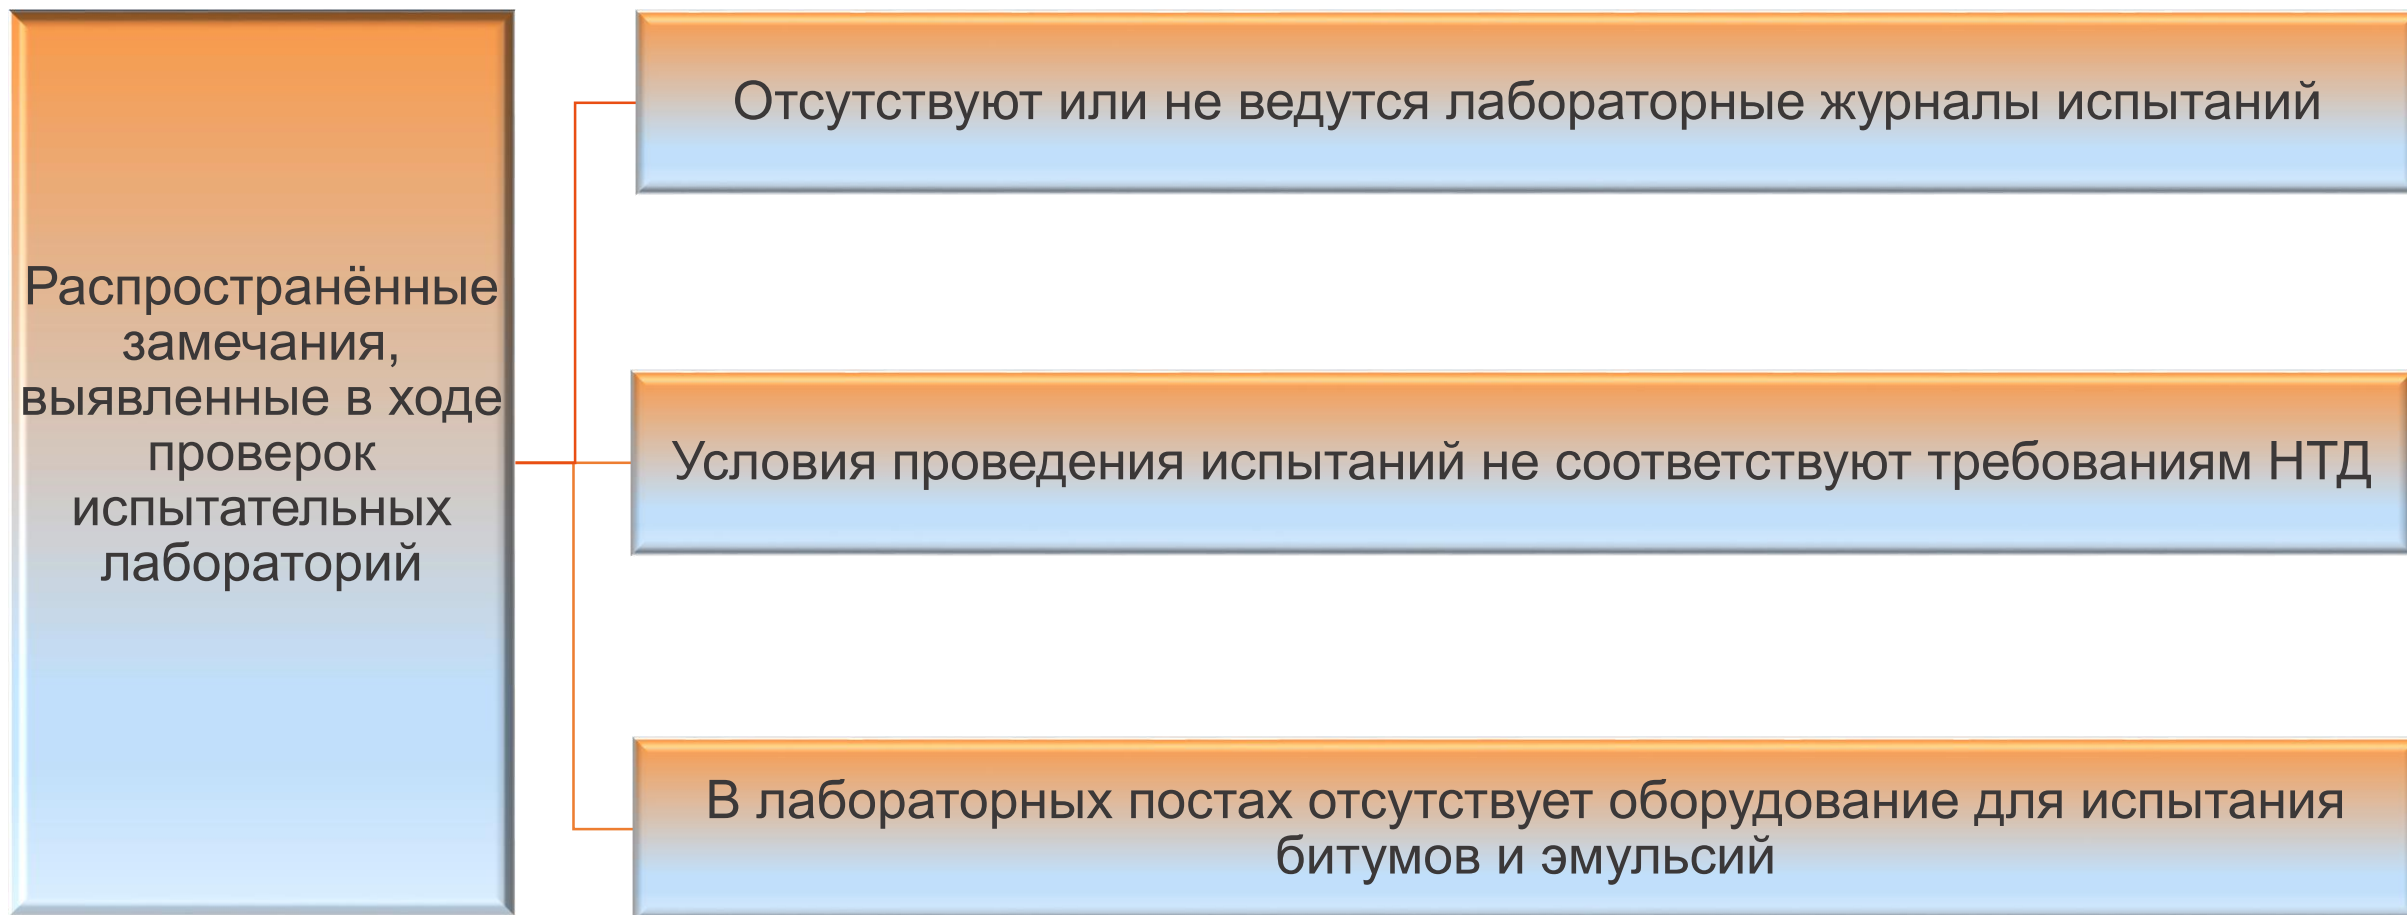 Распространённые
замечания,
выявленные в ходе
проверок
испытательных
лабораторий
Отсутствуют или не ведутся лабораторные журналы испытаний
Условия проведения испытаний не соответствуют требованиям НТД
В лабораторных постах отсутствует оборудование для испытания
битумов и эмульсий